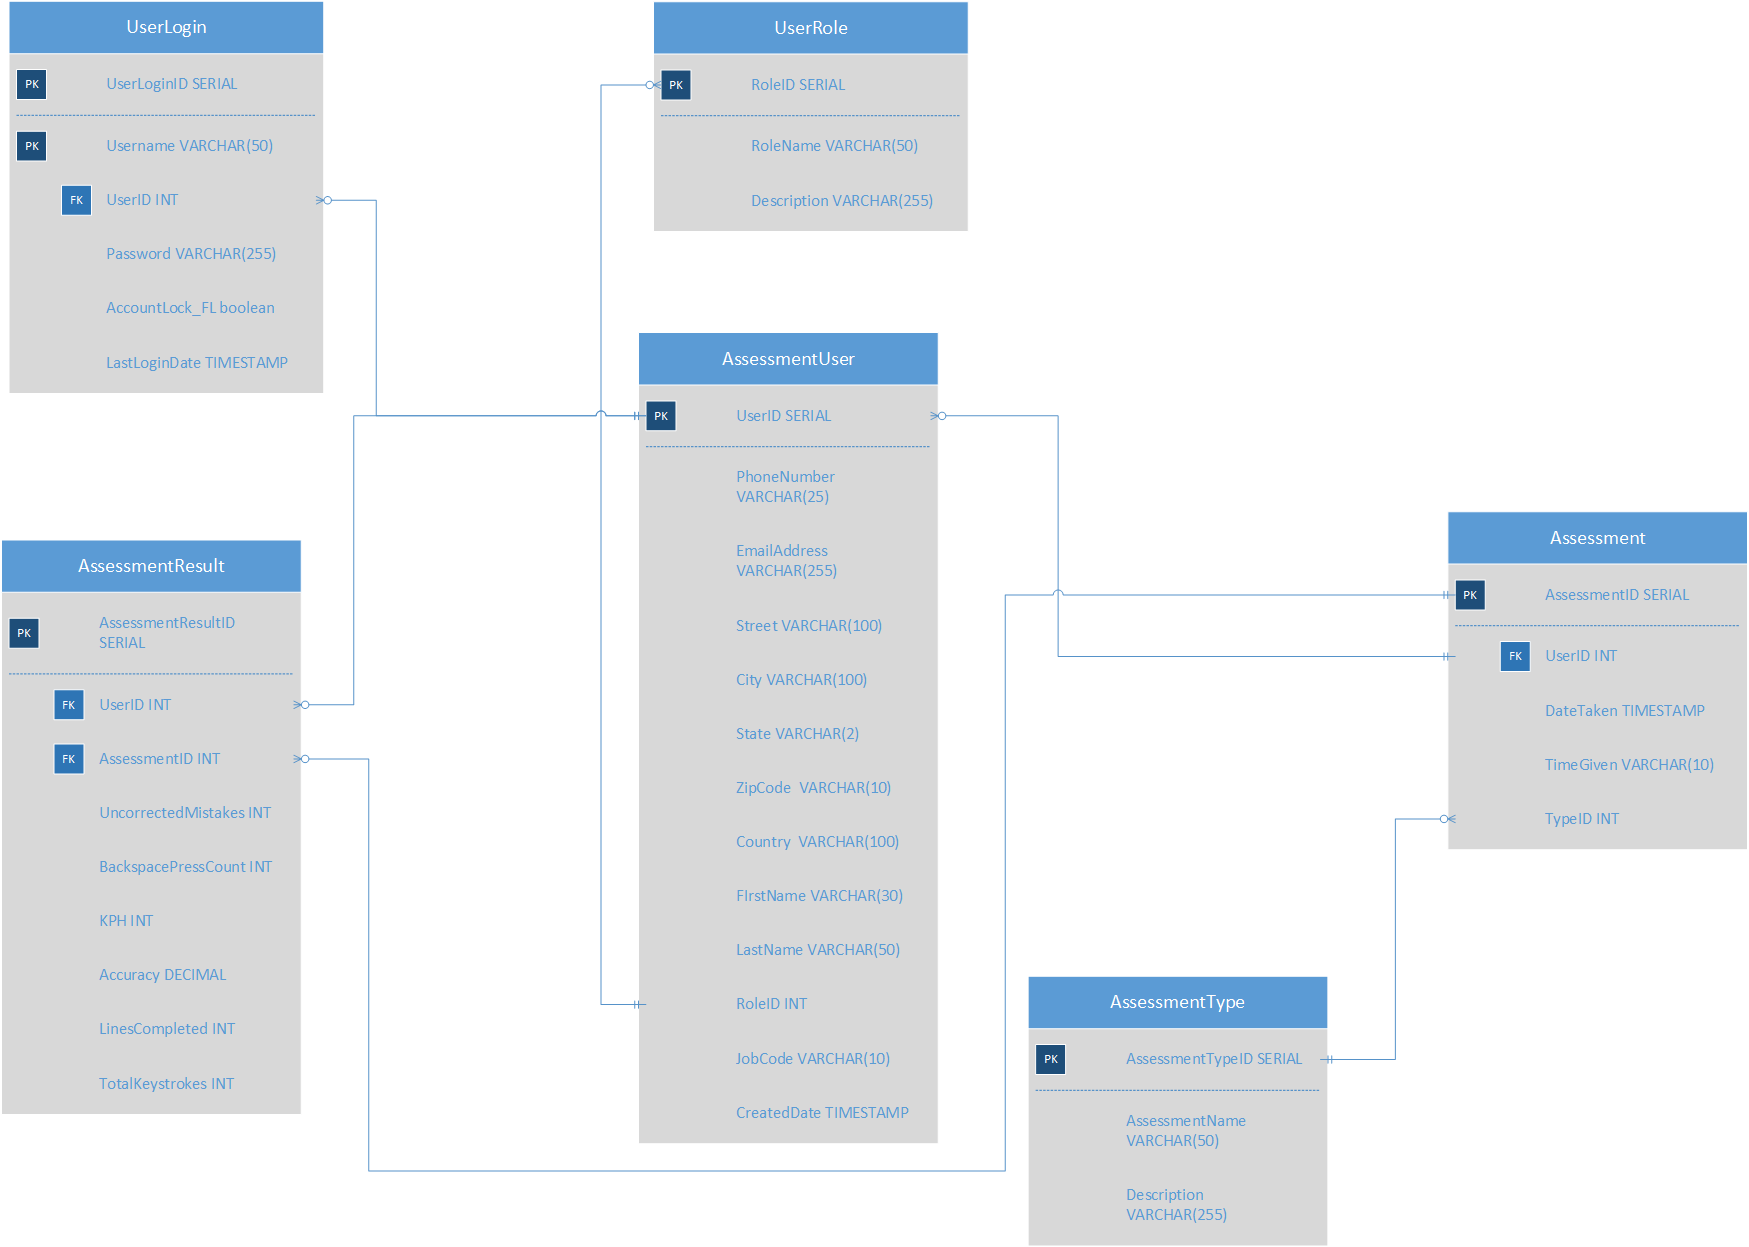 UserLogin
PK
UserLoginID SERIAL
PK
Username VARCHAR(50)
FK
UserID INT
Password VARCHAR(255)
AccountLock_FL boolean
LastLoginDate TIMESTAMP
UserRole
PK
RoleID SERIAL
RoleName VARCHAR(50)
Description VARCHAR(255)
AssessmentUser
PK
UserID SERIAL
PhoneNumber
VARCHAR(25)
EmailAddress
VARCHAR(255)
Street VARCHAR(100)
City VARCHAR(100)
State VARCHAR(2)
ZipCode  VARCHAR(10)
Country  VARCHAR(100)
FIrstName VARCHAR(30)
LastName VARCHAR(50)
RoleID INT
JobCode VARCHAR(10)
CreatedDate TIMESTAMP
AssessmentResult
PK
AssessmentResultID
SERIAL
FK
UserID INT
FK
AssessmentID INT
UncorrectedMistakes INT
BackspacePressCount INT
KPH INT
Accuracy DECIMAL
LinesCompleted INT
TotalKeystrokes INT
Assessment
PK
AssessmentID SERIAL
FK
UserID INT
DateTaken TIMESTAMP
TimeGiven VARCHAR(10)
TypeID INT
AssessmentType
PK
AssessmentTypeID SERIAL
AssessmentName
VARCHAR(50)
Description
VARCHAR(255)